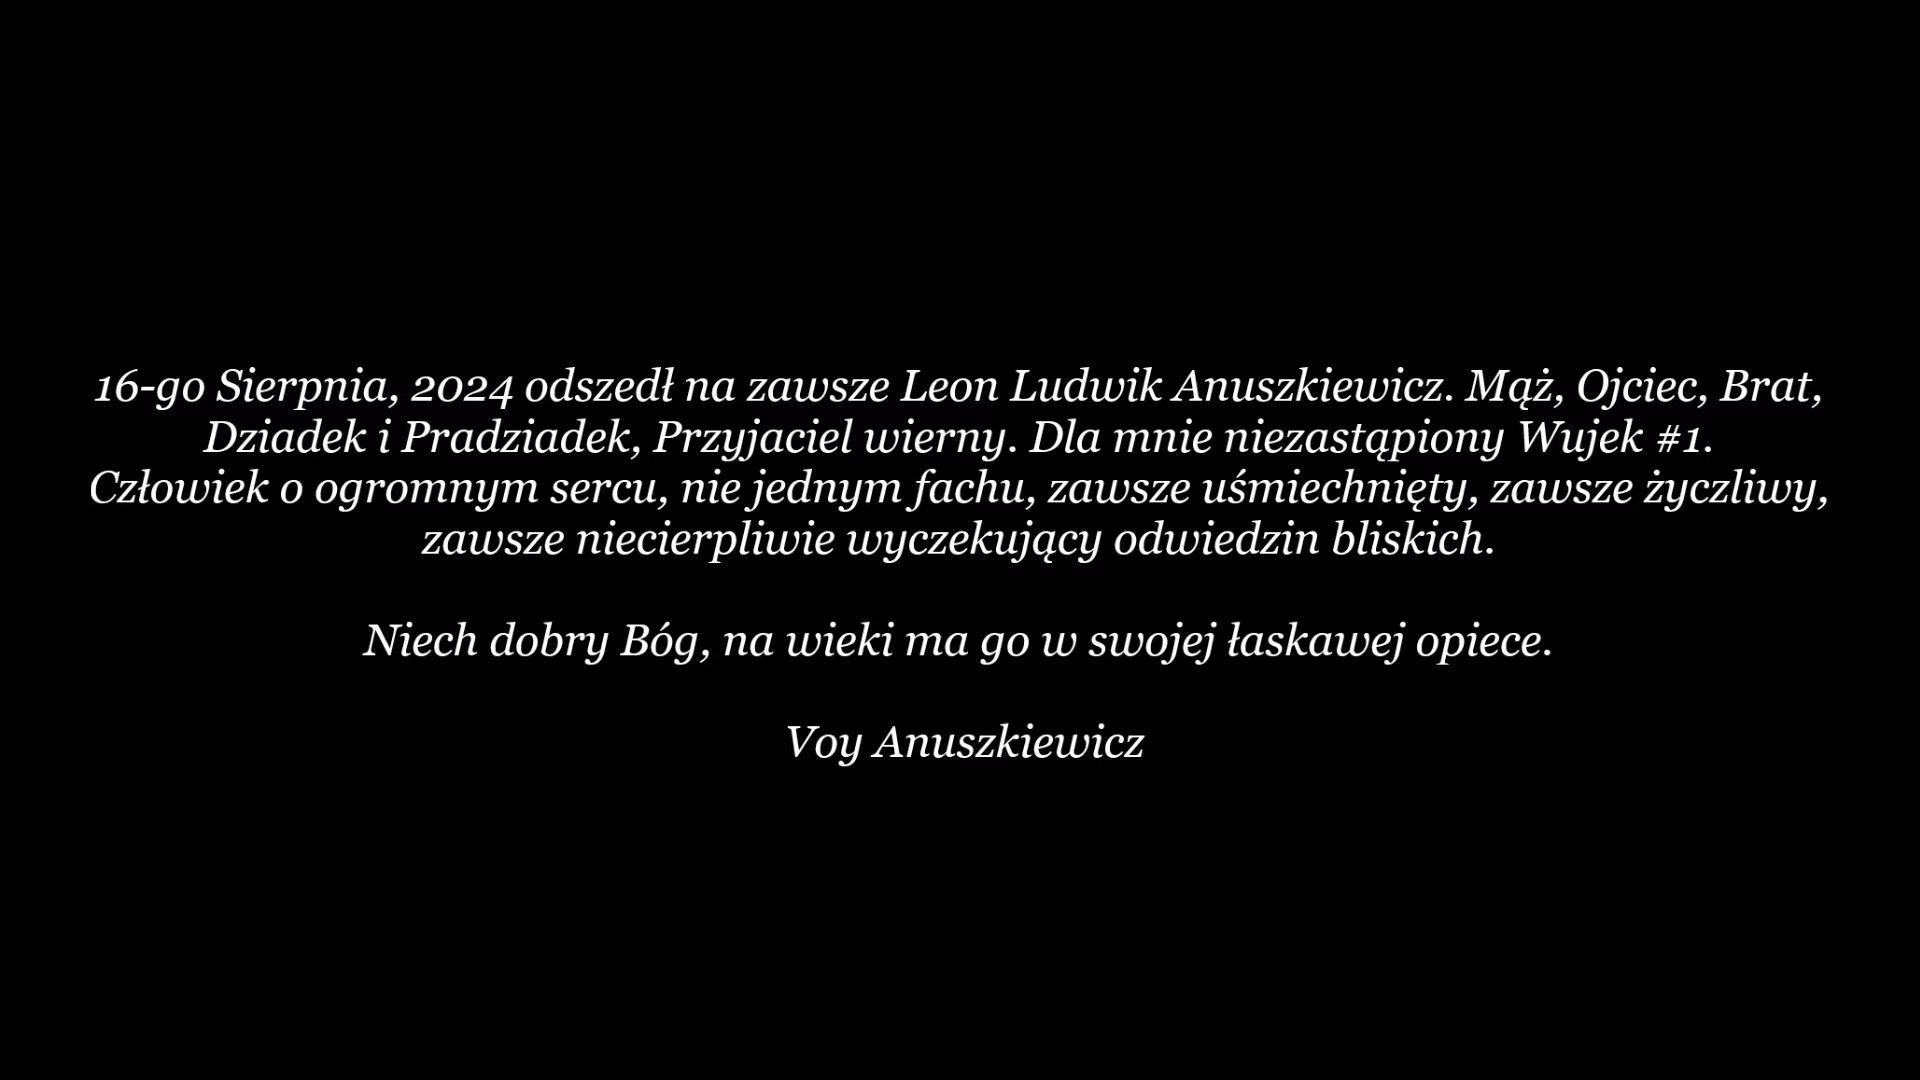 16-go Sierpnia, 2024 odszedł na zawsze Leon Ludwik Anuszkiewicz. Mąż, Ojciec, Brat,
Dziadek i Pradziadek, Przyjaciel wierny. Dla mnie niezastąpiony Wujek #1.
Człowiek o ogromnym sercu, nie jednym fachu, zawsze uśmiechnięty, zawsze życzliwy,
zawsze niecierpliwie wyczekujący odwiedzin bliskich.
Niech dobry Bóg, na wieki ma go w swojej łaskawej opiece.
Voy Anuszkiewicz